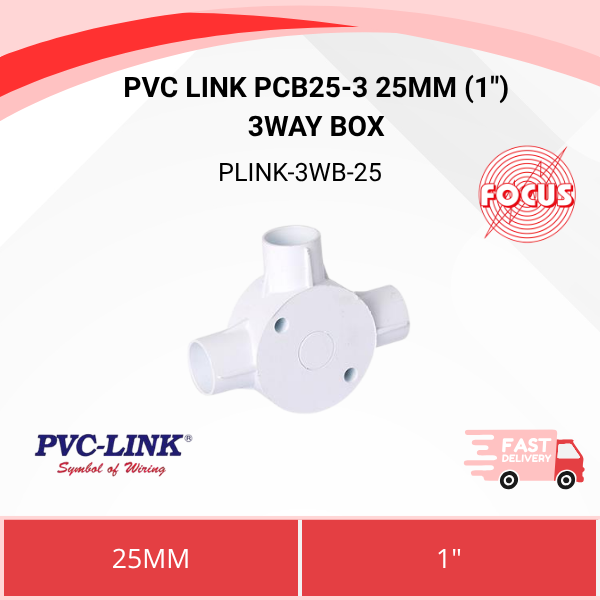 PVC LINK PCB25-3 25MM (1")
3WAY BOX
PLINK-3WB-25
FOCUS
PVC-LINK®
Symbol of Wiring
FAST
DELIVERY
25MM
1"